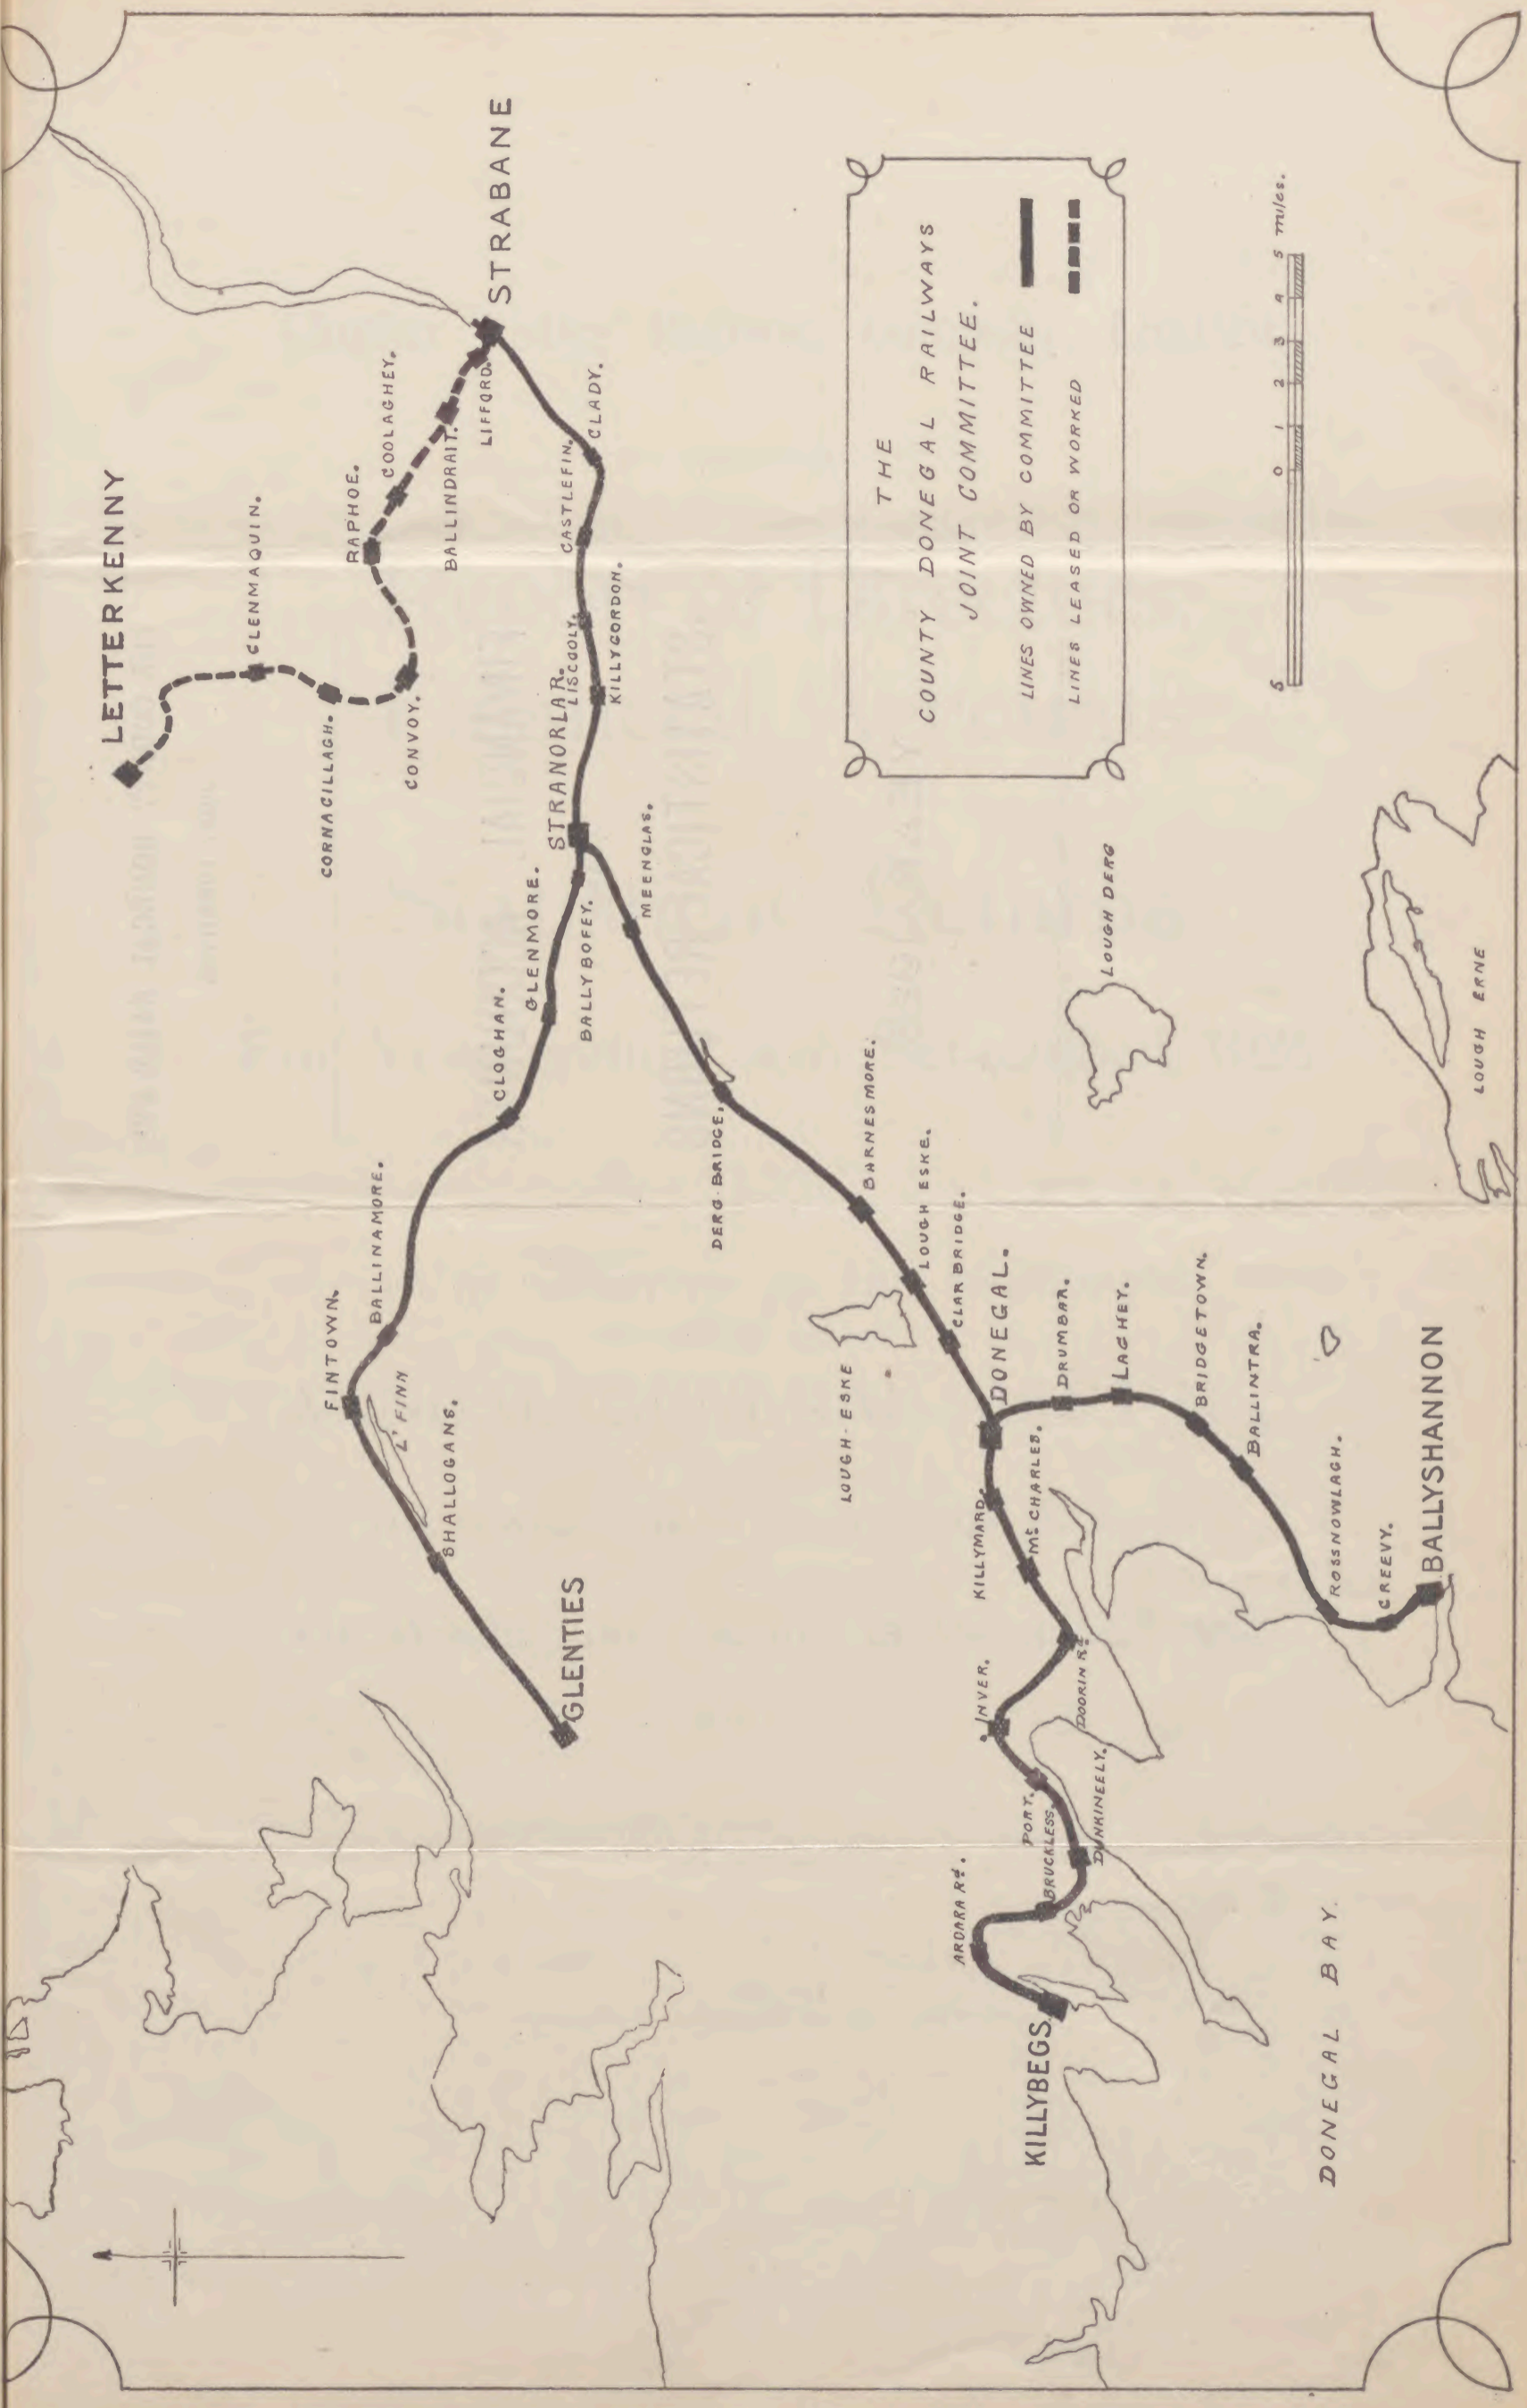 THE
COUNTY DONEGAL RAILWAYS
JOINT COMMITTEE.
LINES OWNED BY COMMITTEE
LINES LEASED OR WORKED
5 0 1 2 3 4 5 miles.
LETTERKENNY
GLENMAQUIN.
CORNAGILLAGH.
CONVOY.
RAPHOE.
COOLAGHEY.
BALLINDRAIT.
LIFFORD.
STRABANE
CLADY.
CASTLEFIN.
LISCOOLY.
KILLYGORDON.
STRANORLAR.
BALLYBOFEY.
GLENMORE.
CLOGHAN.
BALLINAMORE.
FINTOWN.
L. FINN
SHALLOGANS.
GLENTIES
MEENGLAS.
DERG BRIDGE.
BARNESMORE.
LOUGH ESKE.
CLAR BRIDGE.
LOUGH-ESKE
DONEGAL.
DRUMBAR.
LAGHEY.
BRIDGETOWN.
BALLINTRA.
ROSSNOWLAGH.
CREEVY.
BALLYSHANNON
KILLYMARD.
Mt CHARLES.
DOORIN Rd.
INVER.
PORT.
DUNKINEELY.
BRUCKLESS.
ARDARA Rd.
KILLYBEGS.
DONEGAL BAY.
LOUGH DERG
LOUGH ERNE